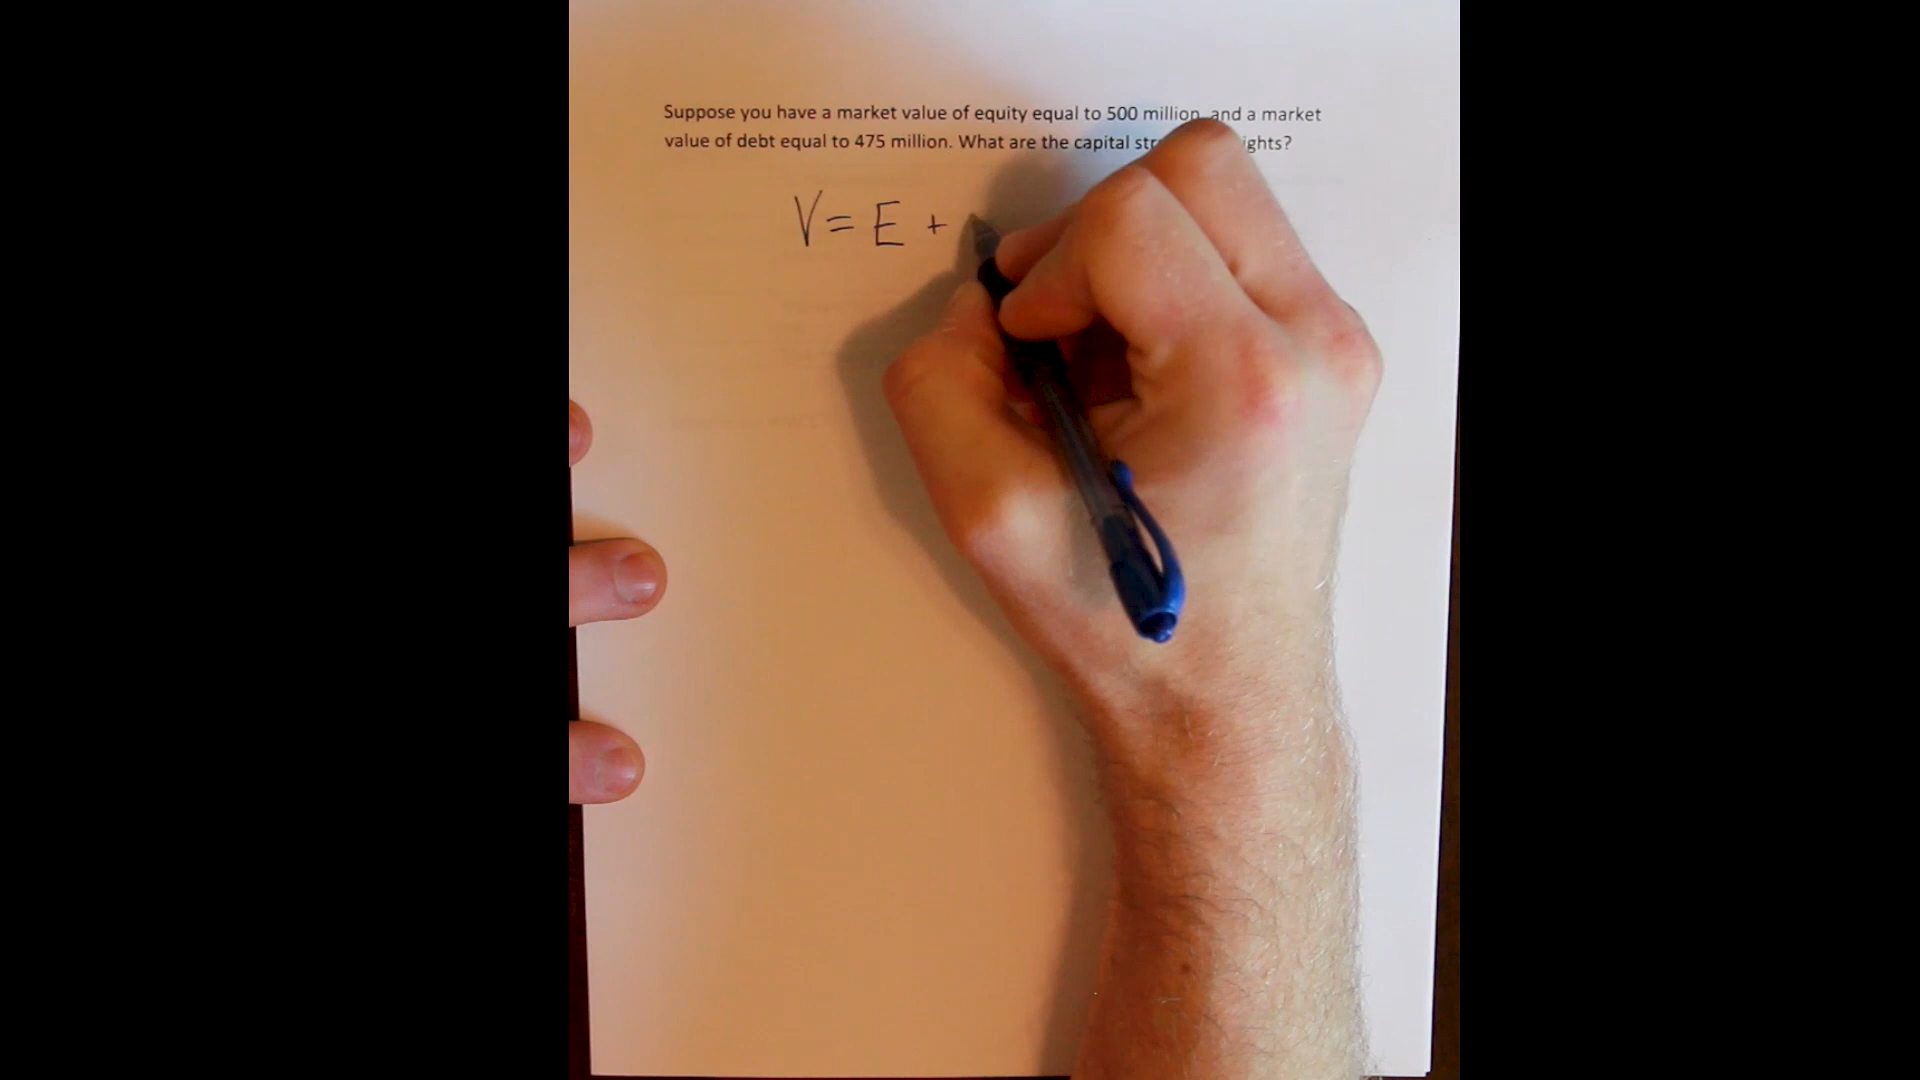 Suppose you have a market value of equity equal to 500 million and a market
value of debt equal to 475 million. What are the capital
V = E +